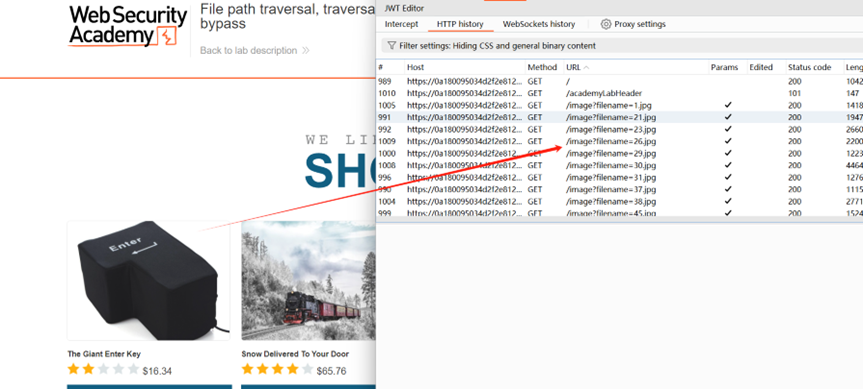 WebSecurity
Academy
File path traversal, traversa
bypass
Back to lab description
WE LI
SHO
Enter
The Giant Enter Key
$16.34
Snow Delivered To Your Door
$65.76
JWT Editor
Intercept HTTP history WebSockets history Proxy settings
Filter settings: Hiding CSS and general binary content
# Host Method URL Params Edited Status code Leng
989 https://0a180095034d2f2e812... GET / 200 1042
1010 https://0a180095034d2f2e812... GET /academyLabHeader 101 147
1005 https://0a180095034d2f2e812... GET /image?filename=1.jpg ✓ 200 1418
991 https://0a180095034d2f2e812... GET /image?filename=21.jpg ✓ 200 1947
992 https://0a180095034d2f2e812... GET /image?filename=23.jpg ✓ 200 2660
1009 https://0a180095034d2f2e812... GET /image?filename=26.jpg ✓ 200 2200
1000 https://0a180095034d2f2e812... GET /image?filename=29.jpg ✓ 200 1223
1008 https://0a180095034d2f2e812... GET /image?filename=30.jpg ✓ 200 4464
996 https://0a180095034d2f2e812... GET /image?filename=31.jpg ✓ 200 1276
990 https://0a180095034d2f2e812... GET /image?filename=37.jpg ✓ 200 1115
1004 https://0a180095034d2f2e812... GET /image?filename=38.jpg ✓ 200 2771
999 https://0a180095034d2f2e812... GET /image?filename=45.jpg ✓ 200 1524